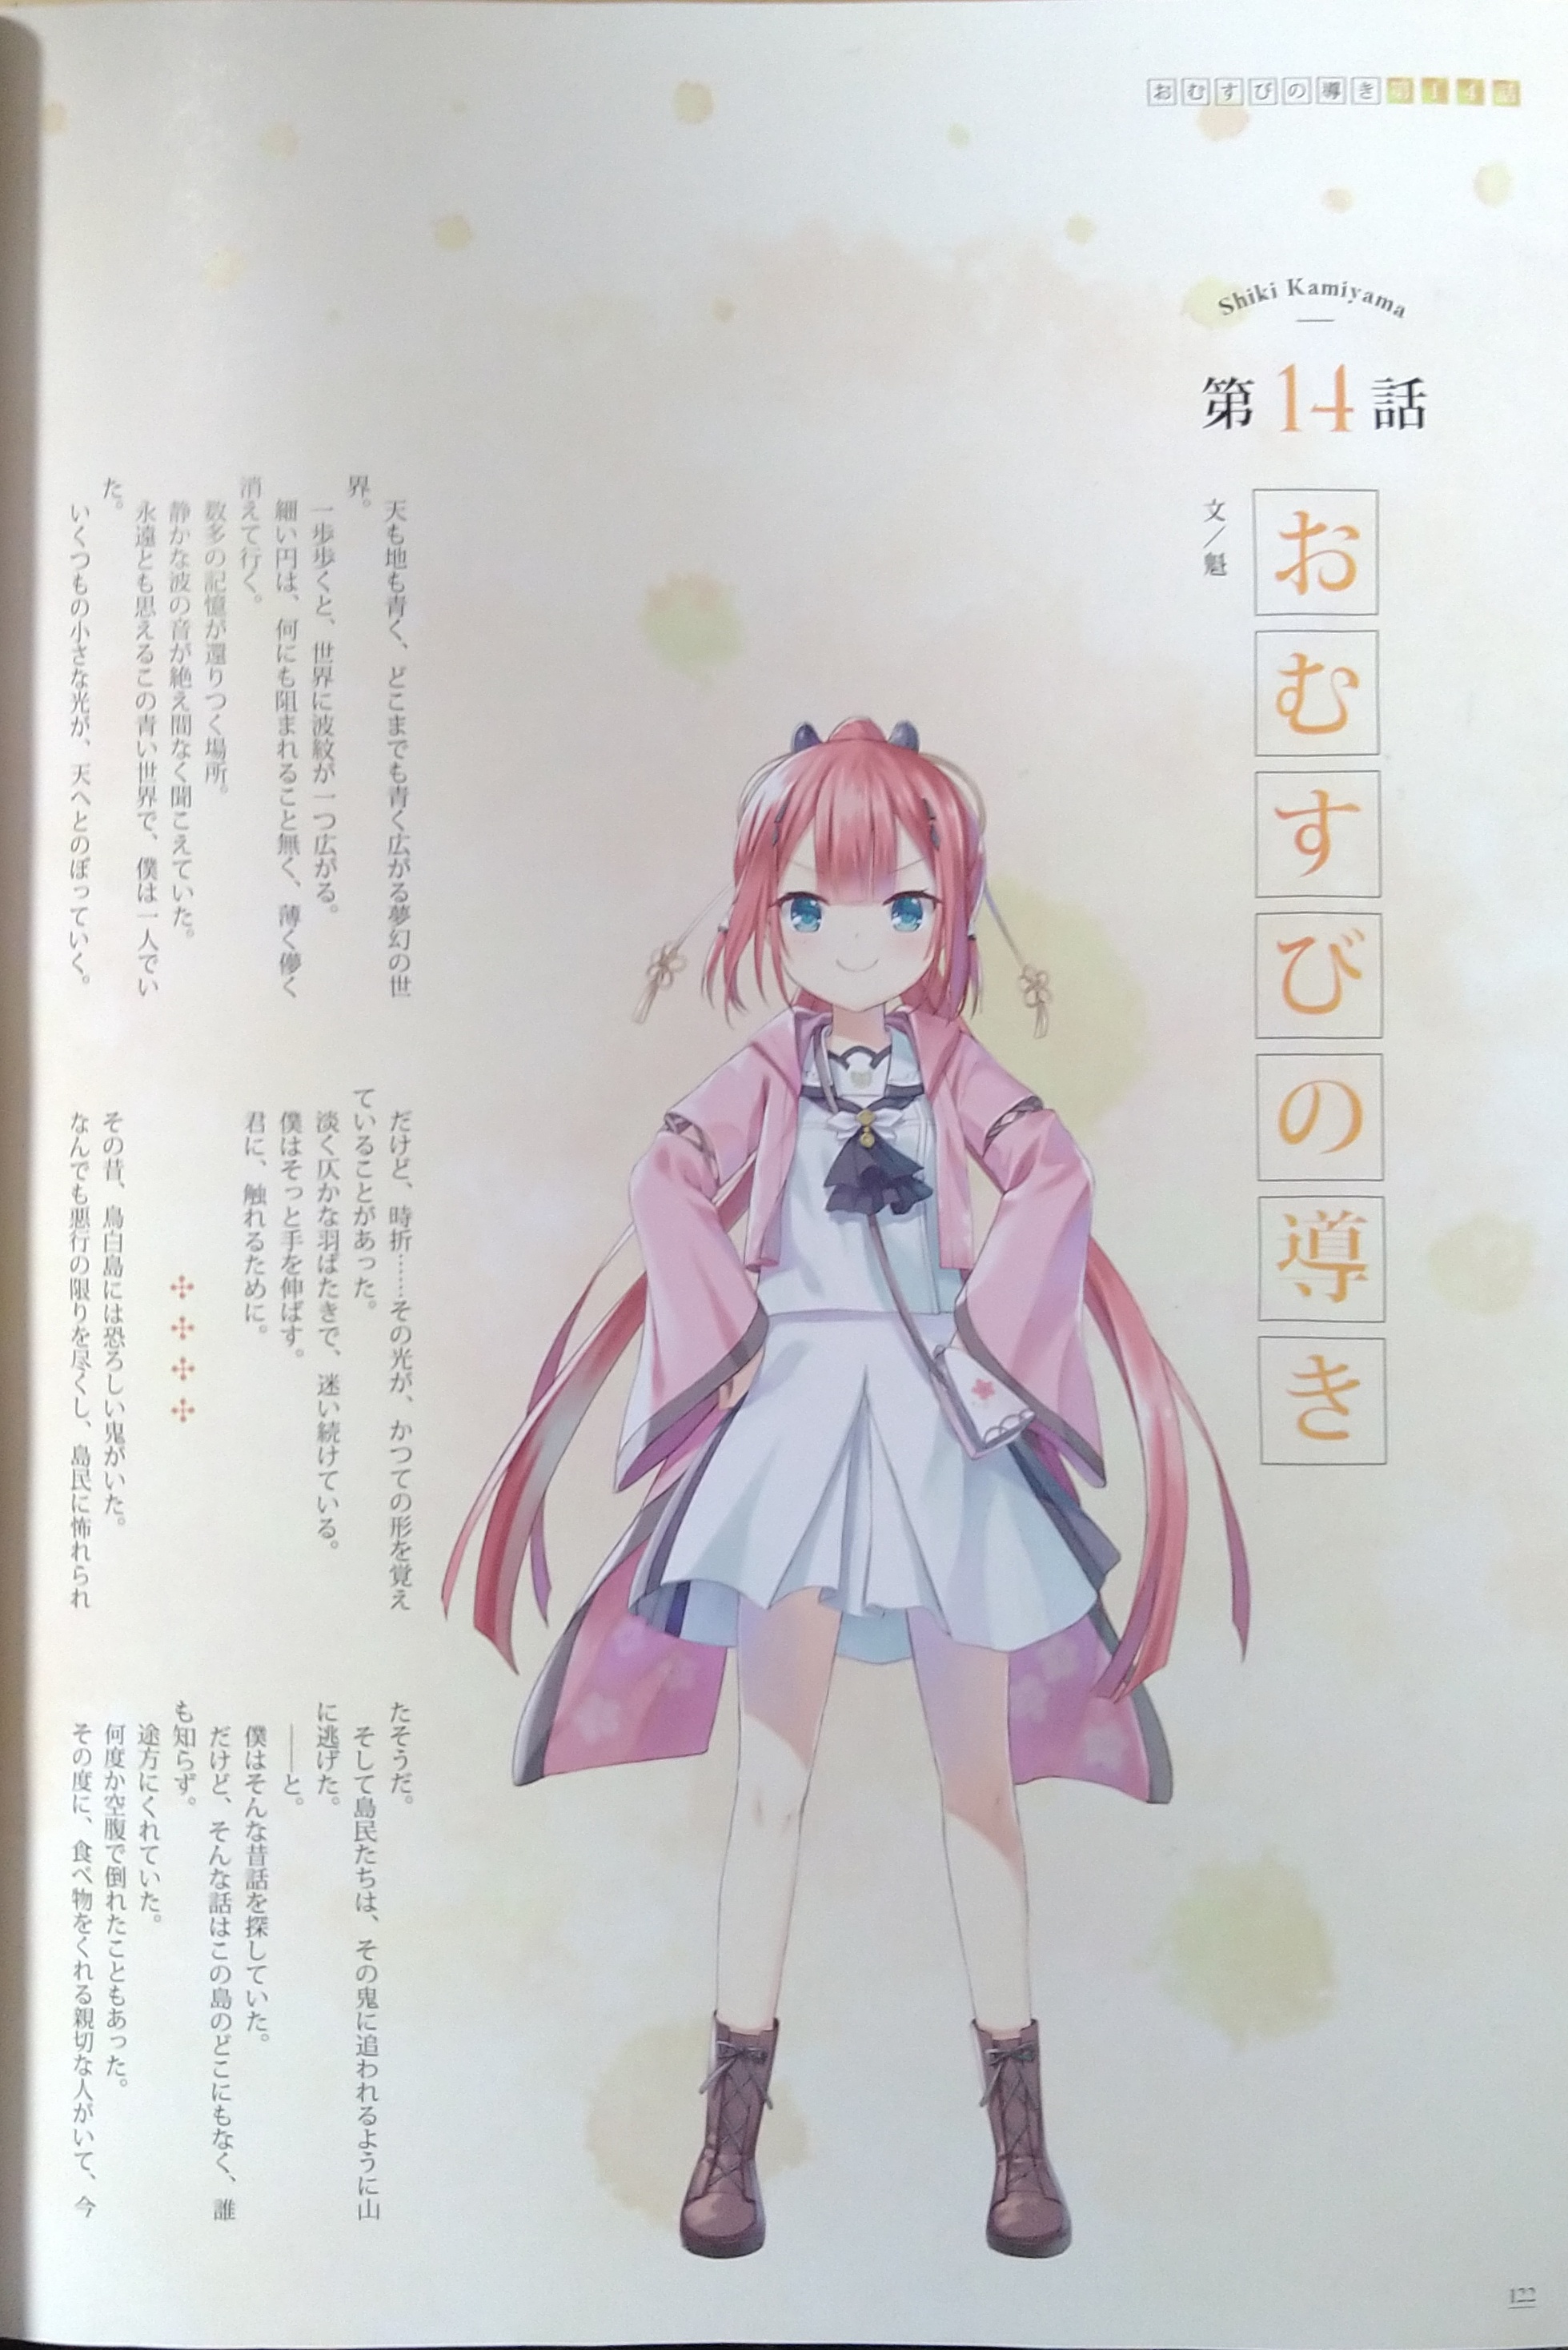 おむすびの導き 第14話
Shiki Kamiyama
第14話
おむすびの導き
文／魁
　天も地も青く、どこまでも青く広がる夢幻の世
界。
　一歩歩くと、世界に波紋が一つ広がる。
　細い円は、何にも阻まれること無く、薄く儚く
消えて行く。
　数多の記憶が還りつく場所。
　静かな波の音が絶え間なく聞こえていた。
　永遠とも思えるこの青い世界で、僕は一人でい
た。
　いくつもの小さな光が、天へとのぼっていく。
　だけど、時折……その光が、かつての形を覚え
ていることがあった。
　淡く仄かな羽ばたきで、迷い続けている。
　僕はそっと手を伸ばす。
　君に、触れるために。
　その昔、鳥白島には恐ろしい鬼がいた。
　なんでも悪行の限りを尽くし、島民に怖れられ
たそうだ。
　そして島民たちは、その鬼に追われるように山
に逃げた。
　――と。
　僕はそんな昔話を探していた。
　だけど、そんな話はこの島のどこにもなく、誰
も知らず。
　途方にくれていた。
　何度か空腹で倒れたこともあった。
　その度に、食べ物をくれる親切な人がいて、今
122